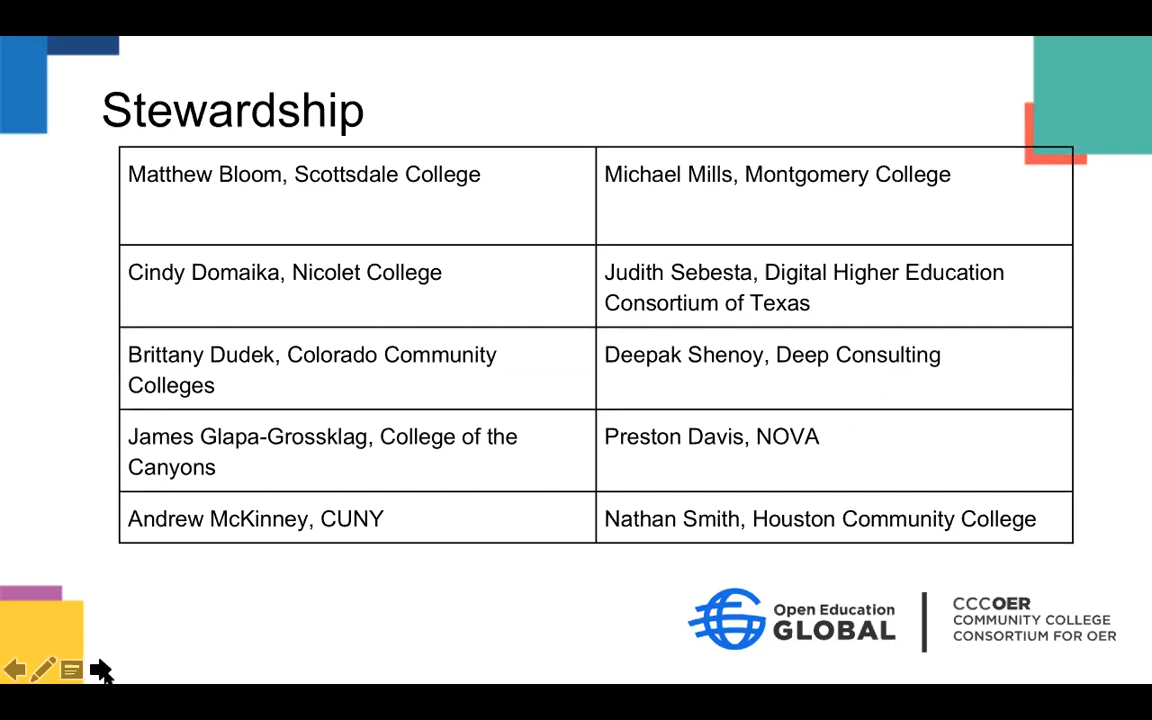 Stewardship
Matthew Bloom, Scottsdale College
Michael Mills, Montgomery College
Cindy Domaika, Nicolet College
Judith Sebesta, Digital Higher Education
Consortium of Texas
Brittany Dudek, Colorado Community
Colleges
Deepak Shenoy, Deep Consulting
James Glapa-Grossklag, College of the
Canyons
Preston Davis, NOVA
Andrew McKinney, CUNY
Nathan Smith, Houston Community College
Open Education
GLOBAL
CCCOER
COMMUNITY COLLEGE
CONSORTIUM FOR OER